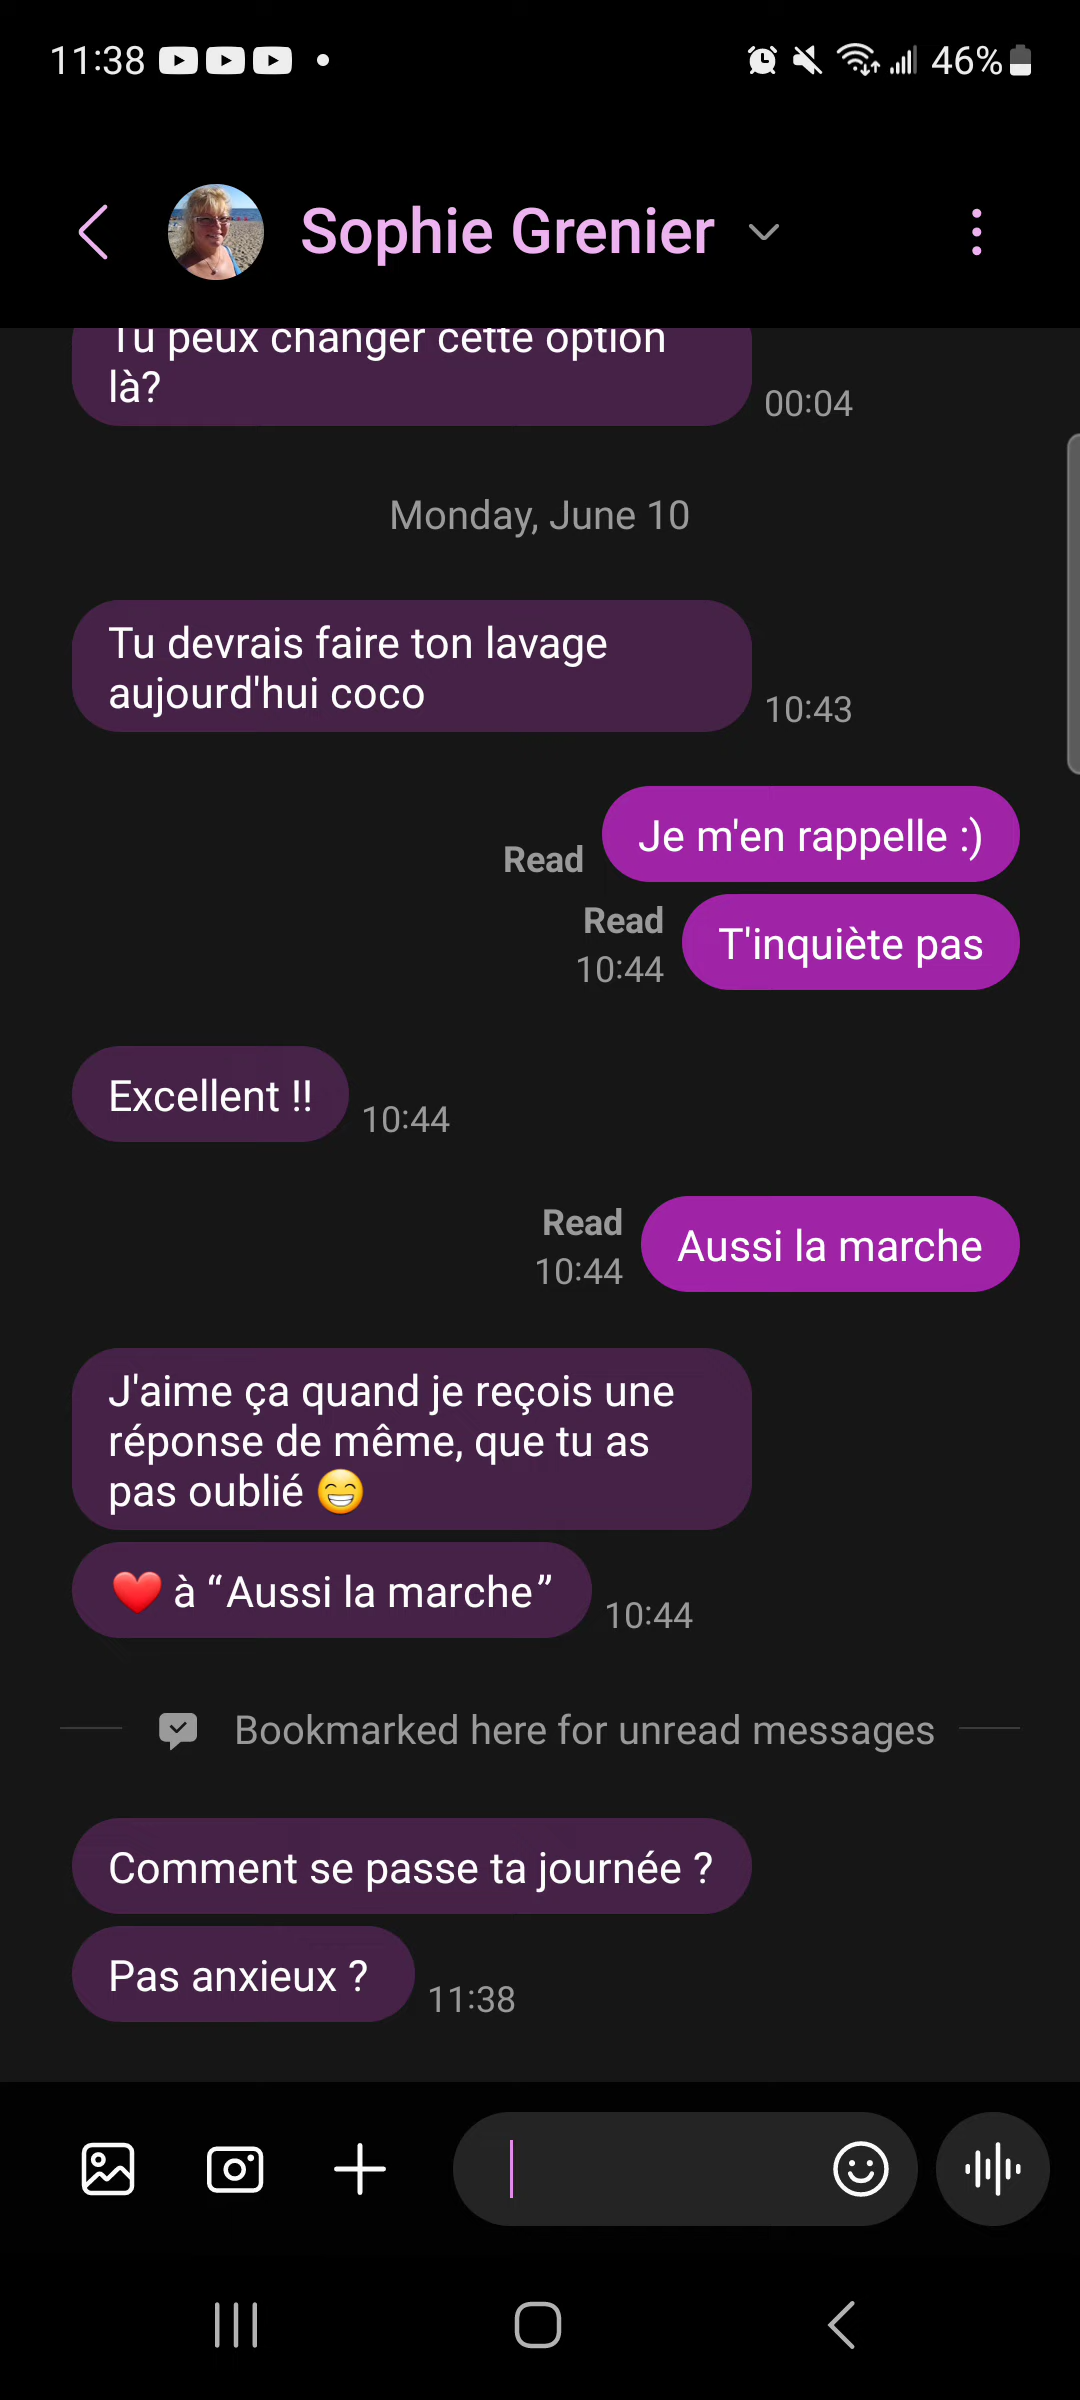 11:38
46%
Sophie Grenier
Tu peux changer cette option
là?
00:04
Monday, June 10
Tu devrais faire ton lavage
aujourd'hui coco
10:43
Je m'en rappelle :)
Read
Read
10:44
T'inquiète pas
Excellent !!
10:44
Read
10:44
Aussi la marche
J'aime ça quand je reçois une
réponse de même, que tu as
pas oublié 😁
❤️ à “Aussi la marche”
10:44
Bookmarked here for unread messages
Comment se passe ta journée ?
Pas anxieux ?
11:38